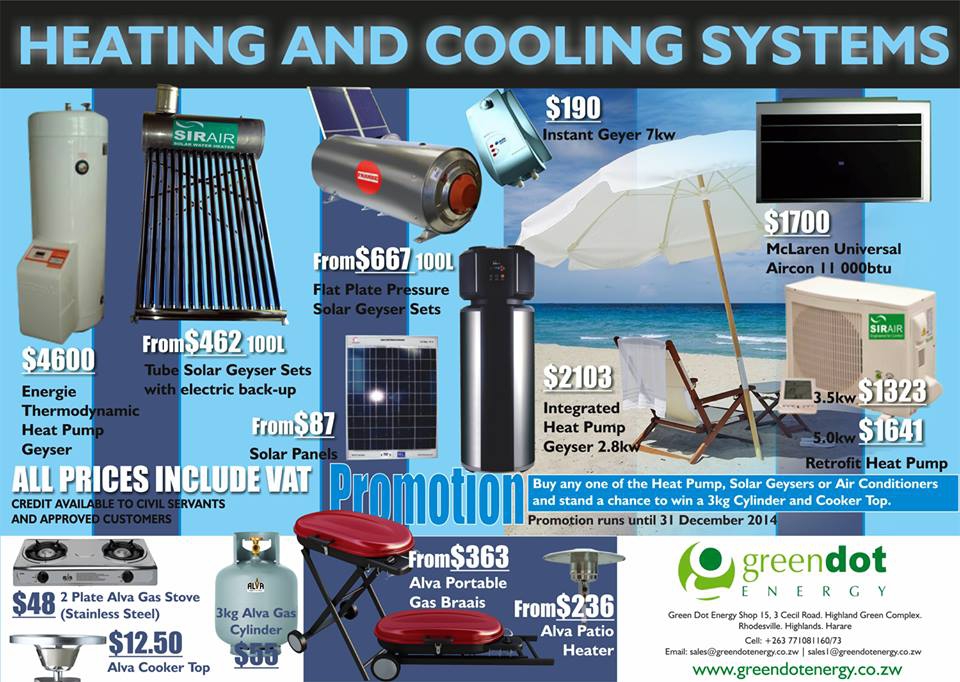 HEATING AND COOLING SYSTEMS
SIRAIR
SOLAR WATER HEATER
$4600
Energie
Thermodynamic
Heat Pump
Geyser
From$462 100L
Tube Solar Geyser Sets
with electric back-up
From$667 100L
Flat Plate Pressure
Solar Geyser Sets
From$87
Solar Panels
$190
Instant Geyer 7kw
$2103
Integrated
Heat Pump
Geyser 2.8kw
$1700
McLaren Universal
Aircon 11 000btu
SIRAIR
3.5kw $1323
5.0kw $1641
Retrofit Heat Pump
ALL PRICES INCLUDE VAT
CREDIT AVAILABLE TO CIVIL SERVANTS
AND APPROVED CUSTOMERS
Promotion
Buy any one of the Heat Pump, Solar Geysers or Air Conditioners
and stand a chance to win a 3kg Cylinder and Cooker Top.
Promotion runs until 31 December 2014
$48 2 Plate Alva Gas Stove
(Stainless Steel)
$12.50
Alva Cooker Top
ALVA
3kg Alva Gas
Cylinder
$55
From$363
Alva Portable
Gas Braais
From$236
Alva Patio
Heater
greendot
ENERGY
Green Dot Energy Shop 15, 3 Cecil Road. Highland Green Complex.
Rhodesville. Highlands. Harare
Cell: +263 771081160/73
Email: sales@greendotenergy.co.zw | sales1@greendotenergy.co.zw
www.greendotenergy.co.zw